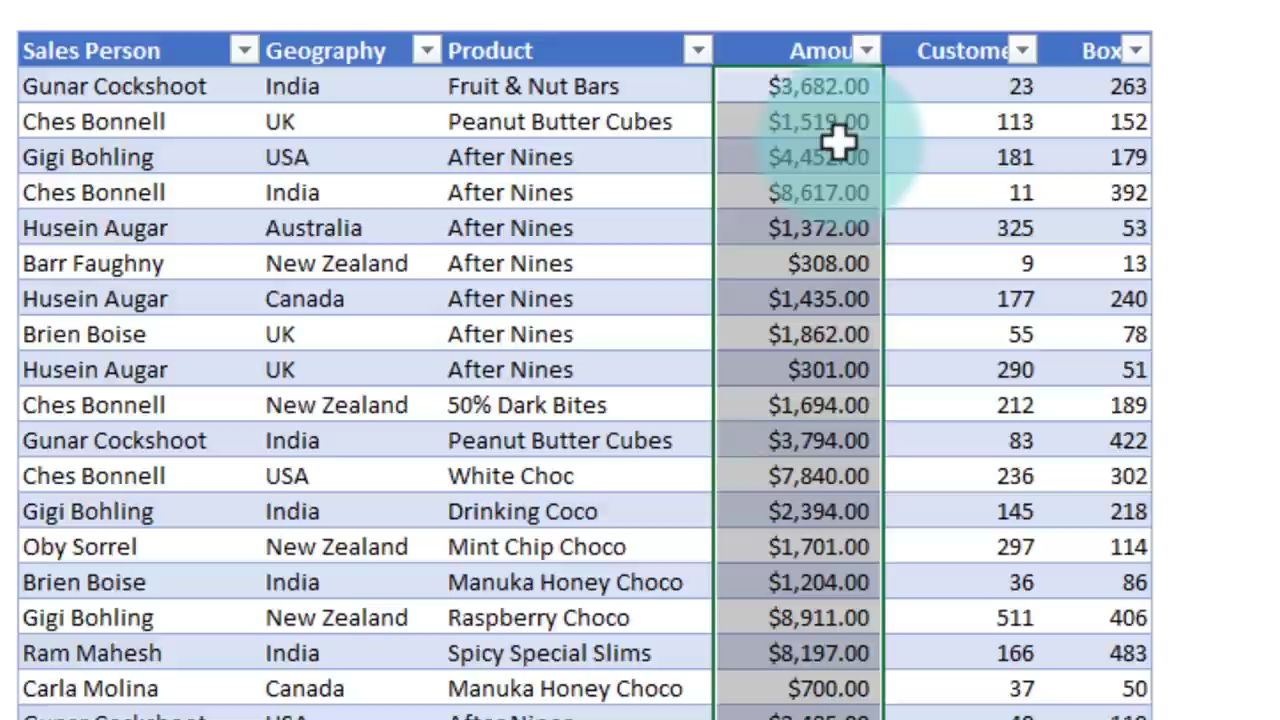 Sales Person Geography Product Amou Custome Box
Gunar Cockshoot India Fruit & Nut Bars $3,682.00 23 263
Ches Bonnell UK Peanut Butter Cubes $1,519.00 113 152
Gigi Bohling USA After Nines $4,452.00 181 179
Ches Bonnell India After Nines $8,617.00 11 392
Husein Augar Australia After Nines $1,372.00 325 53
Barr Faughny New Zealand After Nines $308.00 9 13
Husein Augar Canada After Nines $1,435.00 177 240
Brien Boise UK After Nines $1,862.00 55 78
Husein Augar UK After Nines $301.00 290 51
Ches Bonnell New Zealand 50% Dark Bites $1,694.00 212 189
Gunar Cockshoot India Peanut Butter Cubes $3,794.00 83 422
Ches Bonnell USA White Choc $7,840.00 236 302
Gigi Bohling India Drinking Coco $2,394.00 145 218
Oby Sorrel New Zealand Mint Chip Choco $1,701.00 297 114
Brien Boise India Manuka Honey Choco $1,204.00 36 86
Gigi Bohling New Zealand Raspberry Choco $8,911.00 511 406
Ram Mahesh India Spicy Special Slims $8,197.00 166 483
Carla Molina Canada Manuka Honey Choco $700.00 37 50